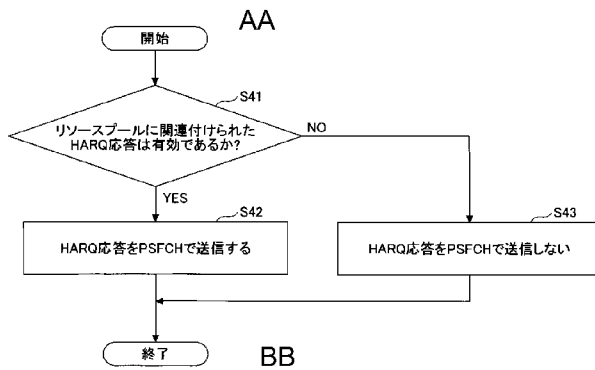 AA
開始
S41
リソースプールに関連付けられた
HARQ応答は有効であるか?
NO
YES
S42
S43
HARQ応答をPSFCHで送信する
HARQ応答をPSFCHで送信しない
終了
BB